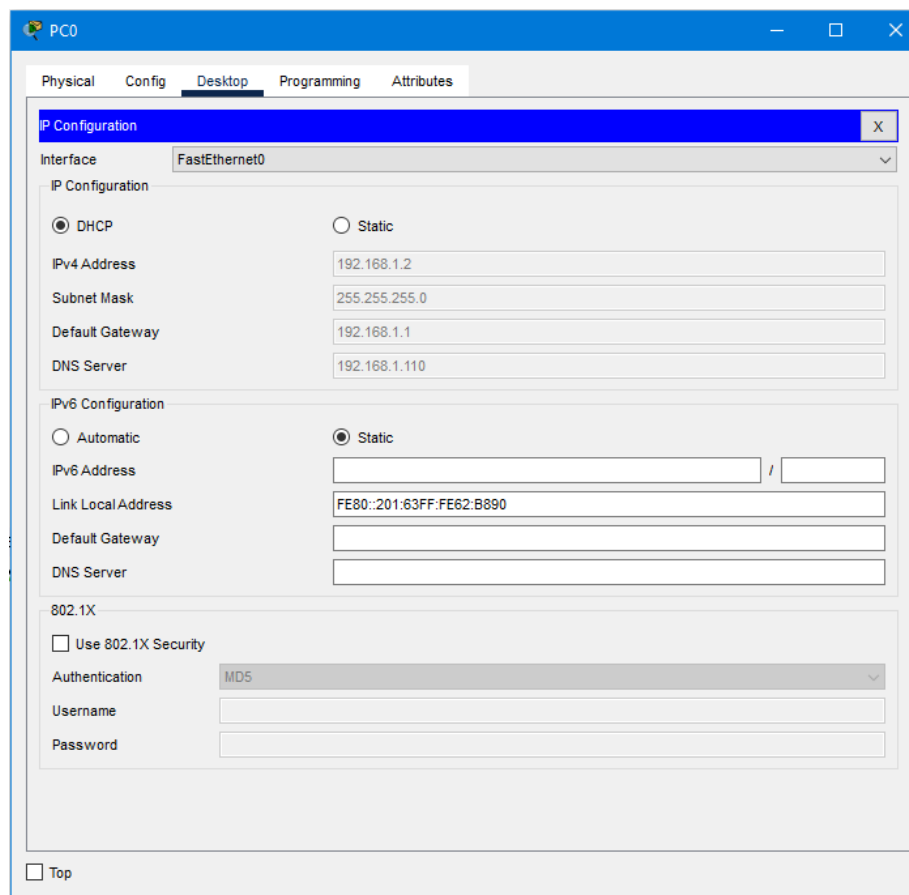 PC0
Physical Config Desktop Programming Attributes
IP Configuration X
Interface FastEthernet0
IP Configuration
DHCP Static
IPv4 Address 192.168.1.2
Subnet Mask 255.255.255.0
Default Gateway 192.168.1.1
DNS Server 192.168.1.110
IPv6 Configuration
Automatic Static
IPv6 Address /
Link Local Address FE80::201:63FF:FE62:B890
Default Gateway
DNS Server
802.1X
Use 802.1X Security
Authentication MD5
Username
Password
Top